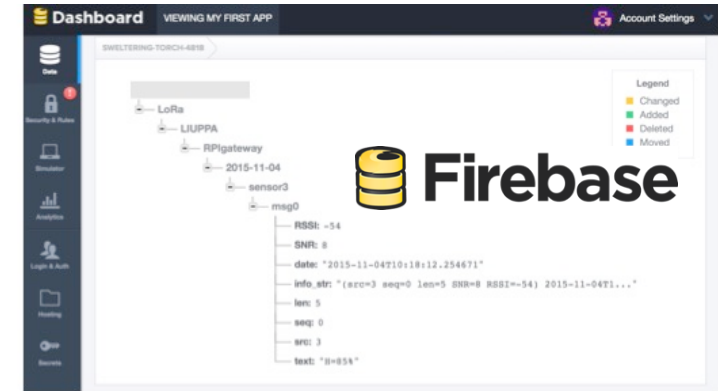 Dashboard VIEWING MY FIRST APP Account Settings
SWELTERING-TORCH-4818
Data
Security & Rules
Simulator
Analytics
Login & Auth
Hosting
Secrets
Legend
Changed
Added
Deleted
Moved
LoRa
LIUPPA
RPIgateway
2015-11-04
sensor3
msg0
RSSI: -54
SNR: 8
date: "2015-11-04T10:18:12.254671"
info_str: "(src=3 seq=0 len=5 SNR=8 RSSI=-54) 2015-11-04T1..."
len: 5
seq: 0
src: 3
text: "H=85%"
Firebase